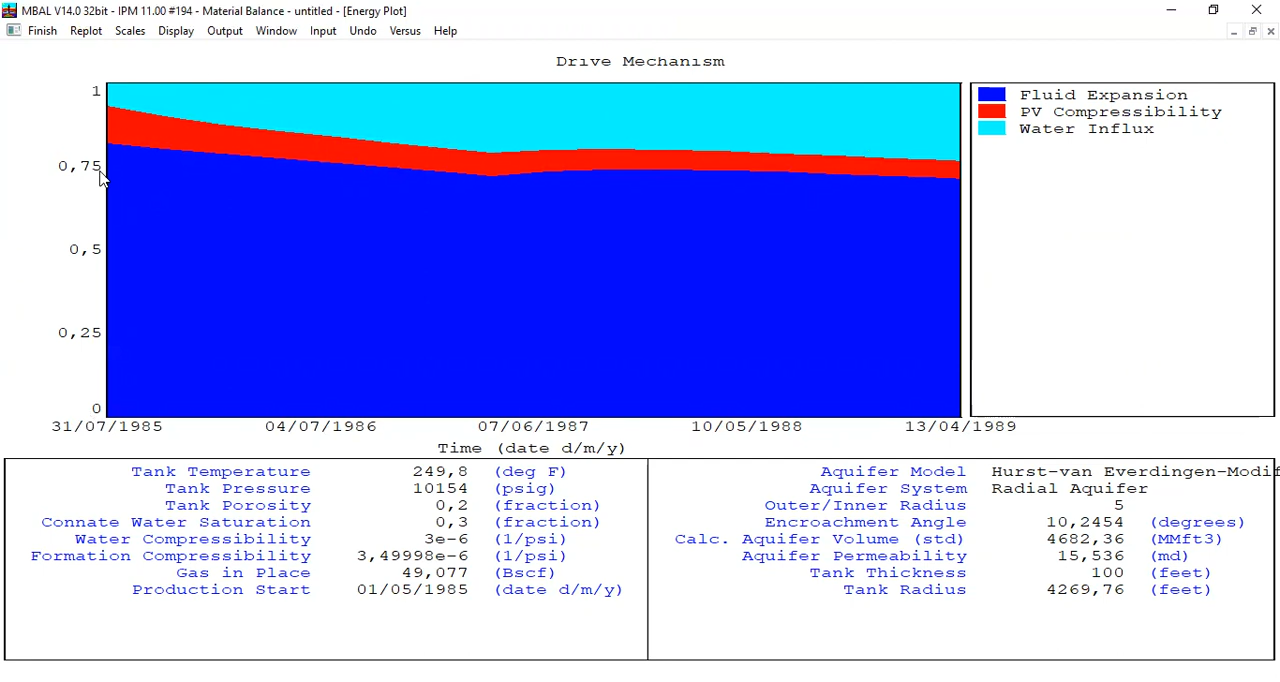 MBAL V14.0 32bit - IPM 11.00 #194 - Material Balance - untitled - [Energy Plot]
Finish Replot Scales Display Output Window Input Undo Versus Help
Drive Mechanism
1
0,75
0,5
0,25
0
31/07/1985 04/07/1986 07/06/1987 10/05/1988 13/04/1989
Time (date d/m/y)
Fluid Expansion
PV Compressibility
Water Influx
Tank Temperature 249,8 (deg F)
Tank Pressure 10154 (psig)
Tank Porosity 0,2 (fraction)
Connate Water Saturation 0,3 (fraction)
Water Compressibility 3e-6 (1/psi)
Formation Compressibility 3,49998e-6 (1/psi)
Gas in Place 49,077 (Bscf)
Production Start 01/05/1985 (date d/m/y)
Aquifer Model Hurst-van Everdingen-Modif
Aquifer System Radial Aquifer
Outer/Inner Radius 5
Encroachment Angle 10,2454 (degrees)
Calc. Aquifer Volume (std) 4682,36 (MMft3)
Aquifer Permeability 15,536 (md)
Tank Thickness 100 (feet)
Tank Radius 4269,76 (feet)